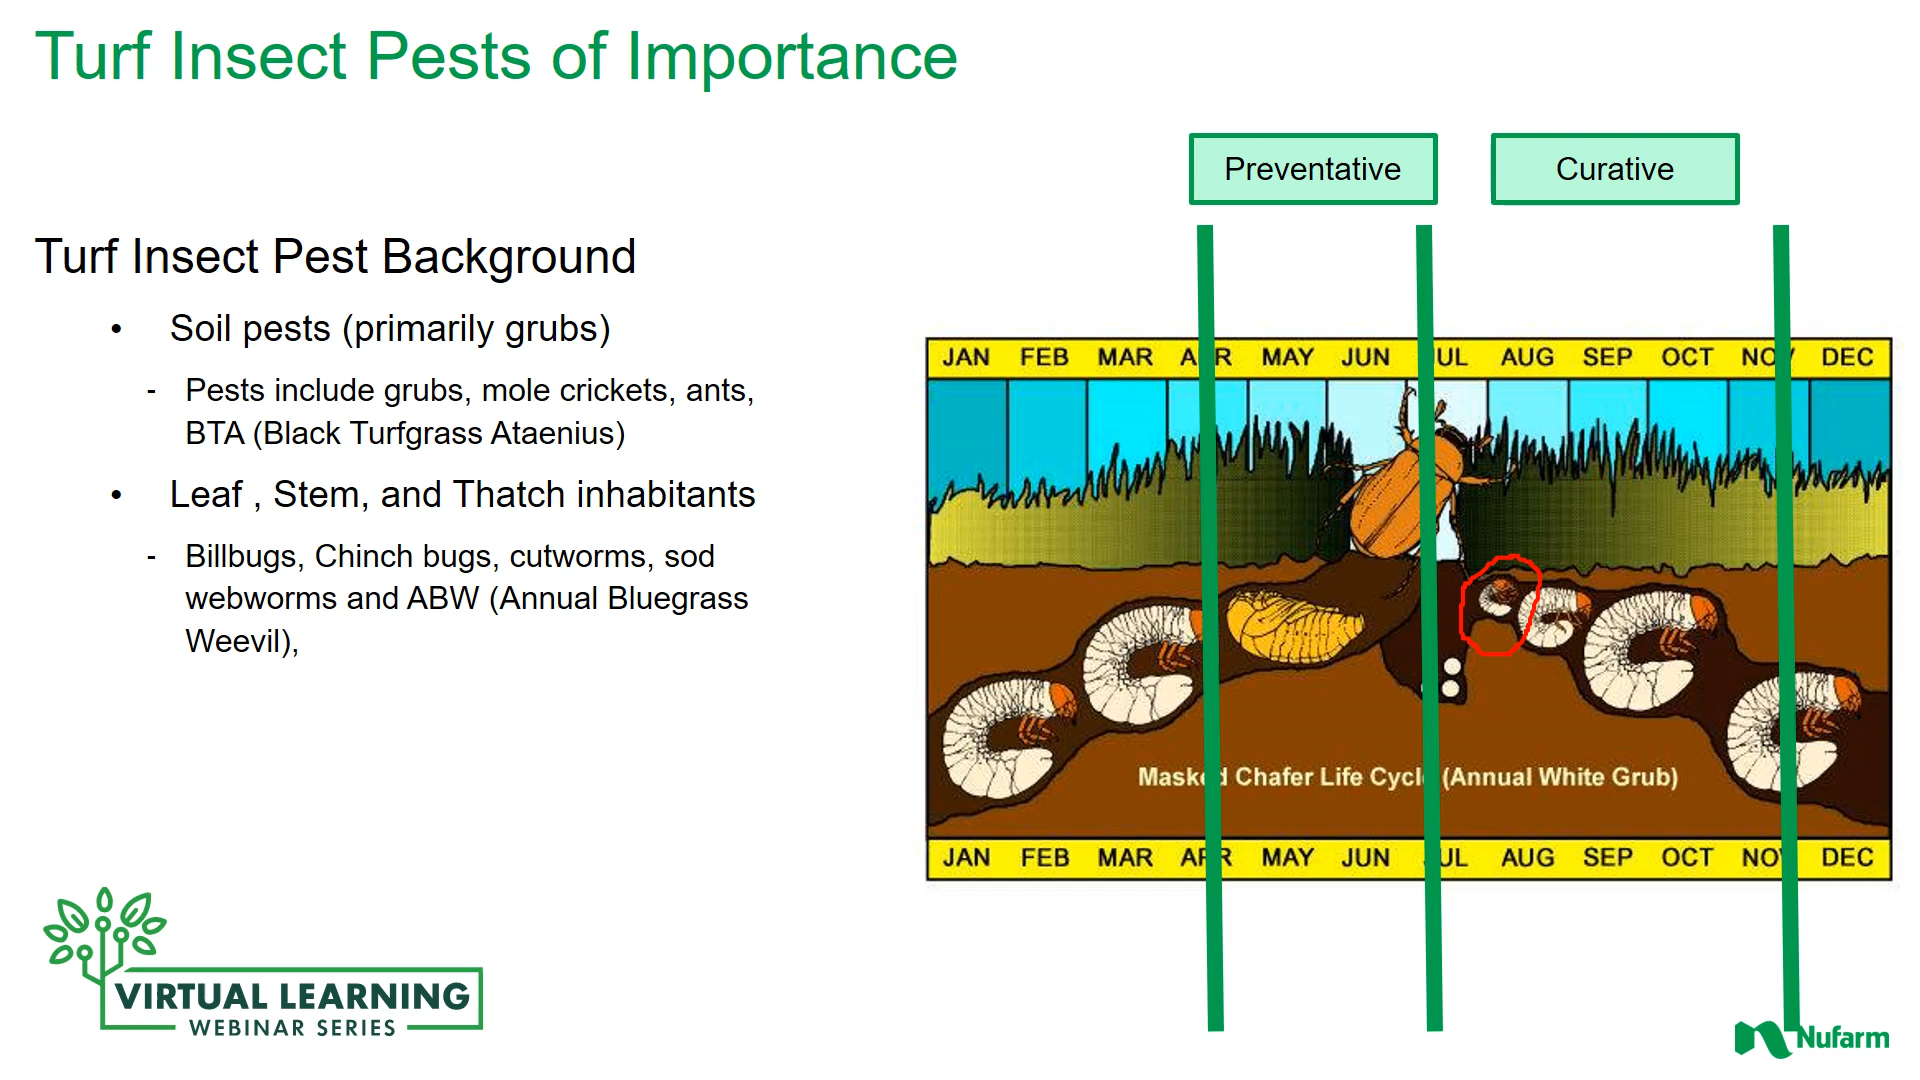 Turf Insect Pests of Importance
Preventative
Curative
Turf Insect Pest Background
• Soil pests (primarily grubs)
- Pests include grubs, mole crickets, ants,
BTA (Black Turfgrass Ataenius)
• Leaf , Stem, and Thatch inhabitants
- Billbugs, Chinch bugs, cutworms, sod
webworms and ABW (Annual Bluegrass
Weevil),
JAN FEB MAR APR MAY JUN JUL AUG SEP OCT NOV DEC
Masked Chafer Life Cycle (Annual White Grub)
JAN FEB MAR APR MAY JUN JUL AUG SEP OCT NOV DEC
VIRTUAL LEARNING
WEBINAR SERIES
Nufarm